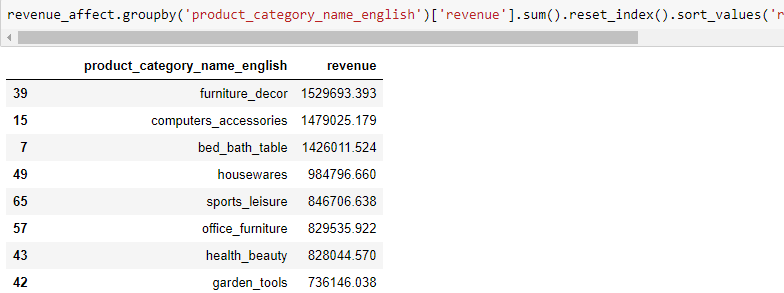 revenue_affect.groupby('product_category_name_english')['revenue'].sum().reset_index().sort_values('r
product_category_name_english revenue
39 furniture_decor 1529693.393
15 computers_accessories 1479025.179
7 bed_bath_table 1426011.524
49 housewares 984796.660
65 sports_leisure 846706.638
57 office_furniture 829535.922
43 health_beauty 828044.570
42 garden_tools 736146.038